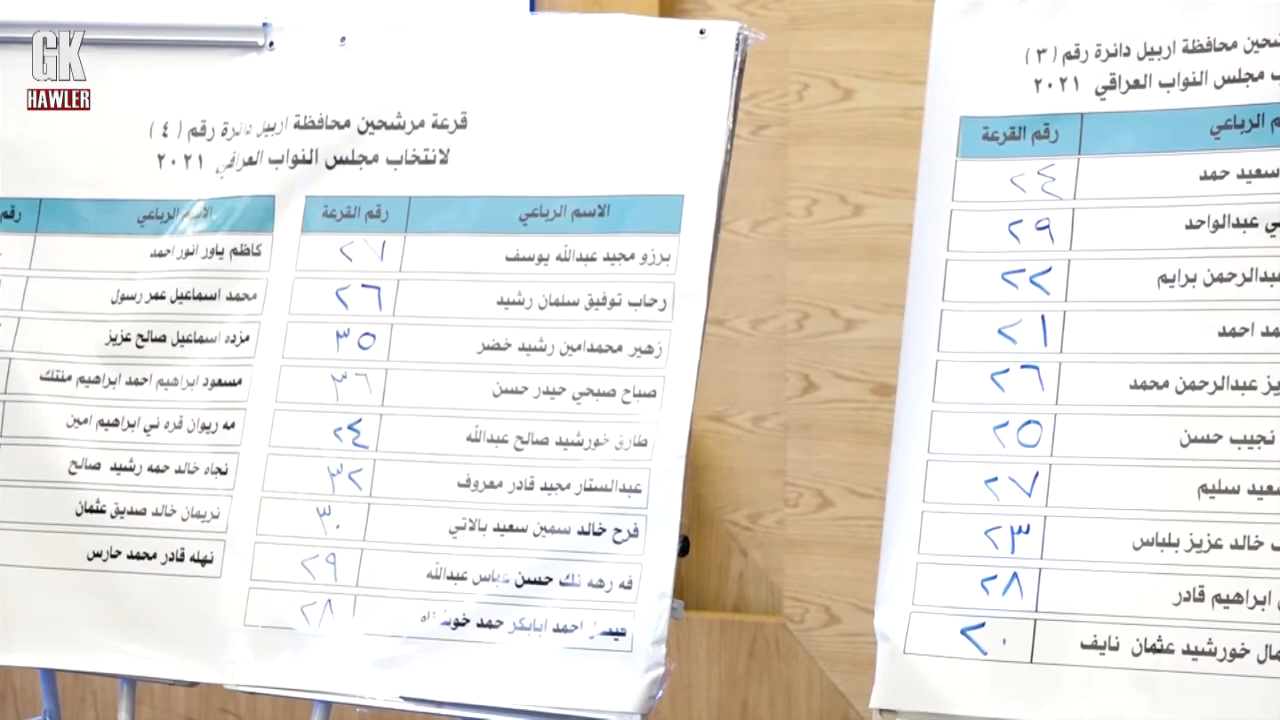 GK
HAWLER
قرعة مرشحين محافظة اربيل دائرة رقم ( ٤ )
لانتخاب مجلس النواب العراقي ٢٠٢١
الاسم الرباعي رقم القرعة
برزو مجيد عبدالله يوسف ٢٧
رحاب توفيق سلمان رشيد ٢٦
زهير محمدامين رشيد خضر ٣٥
صباح صبحي حيدر حسن ٣٦
طارق خورشيد صالح عبدالله ٢٤
عبدالستار مجيد قادر معروف ٣٢
فرح خالد سمين سعيد بالاتي ٣٠
فه رهه نك حسن عباس عبدالله ٢٩
احمد ابابكر حمد ٢٨
الاسم الرباعي رقم
كاظم ياور انور احمد
محمد اسماعيل عمر رسول
مزده اسماعيل صالح عزيز
مسعود ابراهيم احمد ابراهيم منتك
مه ريوان قره ني ابراهيم امين
نجاه خالد حمه رشيد صالح
نريمان خالد صديق عثمان
نهله قادر محمد حارس
محافظة اربيل دائرة رقم ( ٣ )
مجلس النواب العراقي ٢٠٢١
الرباعي رقم القرعة
سعيد حمد ٢٤
عبدالواحد ٢٩
عبدالرحمن برايم ٢٢
احمد ٢١
عبدالرحمن محمد ٢٦
نجيب حسن ٢٥
سعيد سليم ٢٧
خالد عزيز بلباس ٢٣
ابراهيم قادر ٢٨
خورشيد عثمان نايف ٢٠